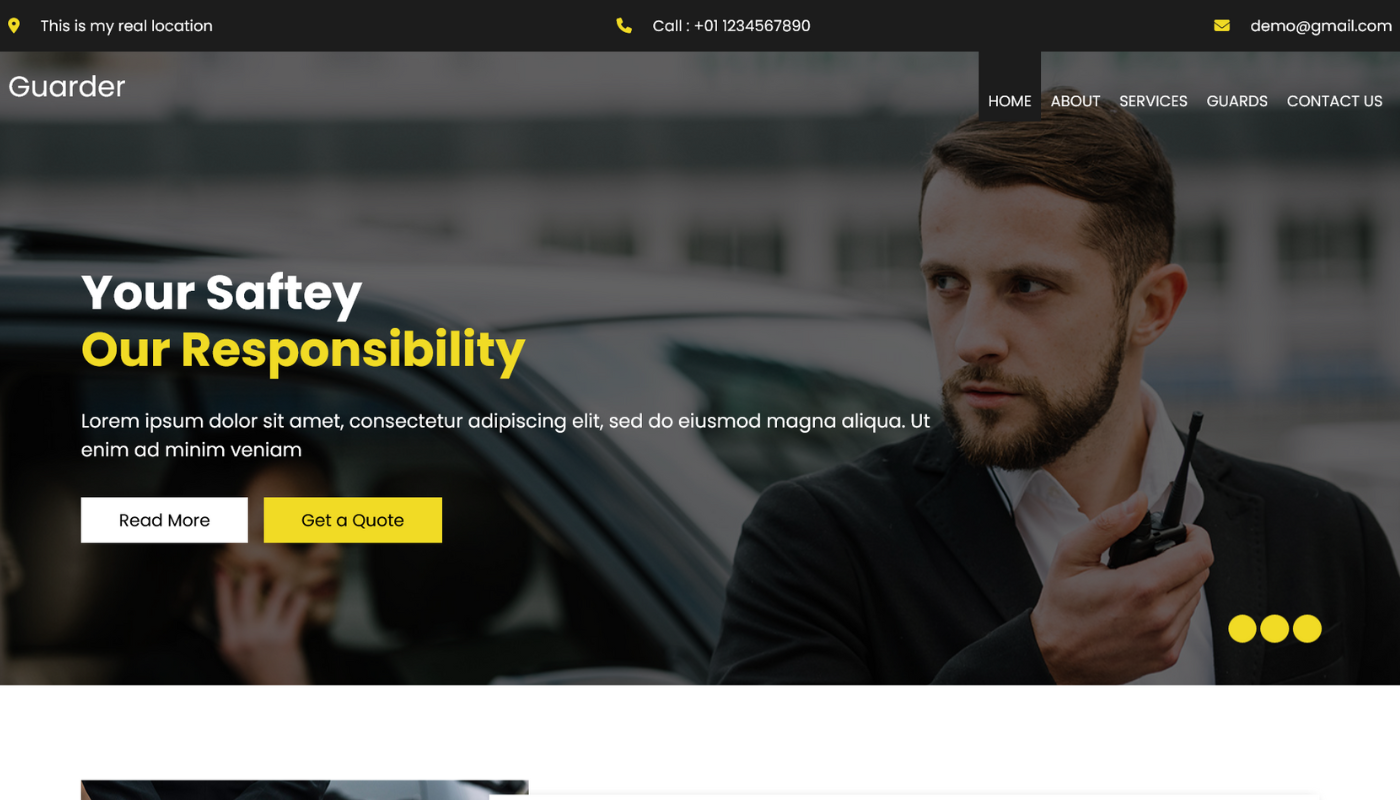 This is my real location
Call : +01 1234567890
demo@gmail.com
Guarder
HOME ABOUT SERVICES GUARDS CONTACT US
Your Saftey
Our Responsibility
Lorem ipsum dolor sit amet, consectetur adipiscing elit, sed do eiusmod magna aliqua. Ut
enim ad minim veniam
Read More
Get a Quote